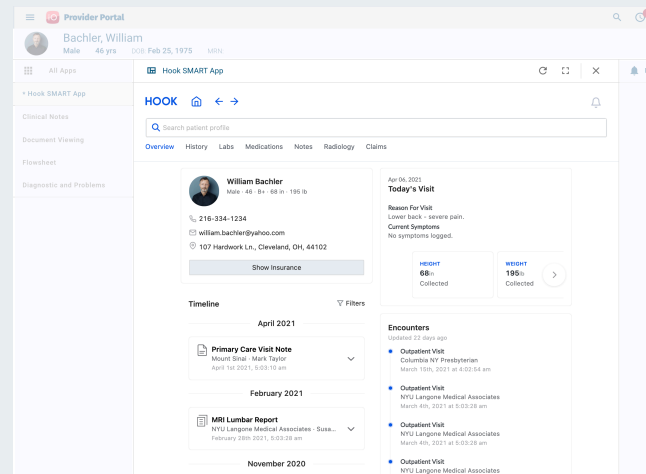 Provider Portal
Bachler, William
Male 46 yrs DOB Feb 25, 1975 MRN
All Apps
Hook SMART App
Hook SMART App
Clinical Notes
Document Viewing
Flowsheet
Diagnostic and Problems
HOOK
Search patient profile
Overview History Labs Medications Notes Radiology Claims
William Bachler
Male · 46 · B+ · 68 in · 195 lb
216-334-1234
william.bachler@yahoo.com
107 Hardwork Ln., Cleveland, OH, 44102
Show Insurance
Timeline
Filters
April 2021
Primary Care Visit Note
Mount Sinai · Mark Taylor
April 1st 2021, 5:03:10 am
February 2021
MRI Lumbar Report
NYU Langone Medical Associates · Susa...
February 28th 2021, 5:03:28 am
November 2020
Apr 06, 2021
Today's Visit
Reason For Visit
Lower back - severe pain.
Current Symptoms
No symptoms logged.
HEIGHT
68in
Collected
WEIGHT
195lb
Collected
Encounters
Updated 22 days ago
Outpatient Visit
Columbia NY Presbyterian
March 15th, 2021 at 4:02:54 am
Outpatient Visit
NYU Langone Medical Associates
March 4th, 2021 at 5:03:28 am
Outpatient Visit
NYU Langone Medical Associates
March 4th, 2021 at 5:03:28 am
Outpatient Visit
NYU Langone Medical Associates